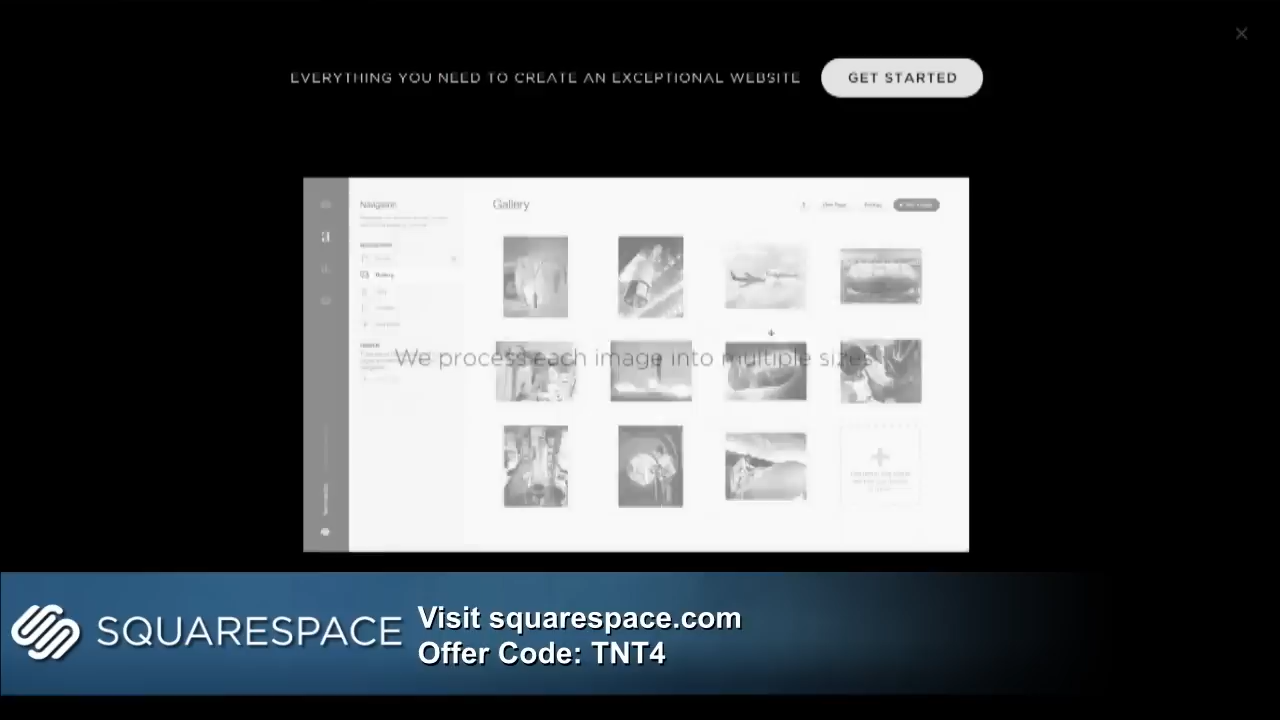 EVERYTHING YOU NEED TO CREATE AN EXCEPTIONAL WEBSITE
GET STARTED
Navigation
Gallery
We process each image into multiple sizes
SQUARESPACE
Visit squarespace.com
Offer Code: TNT4